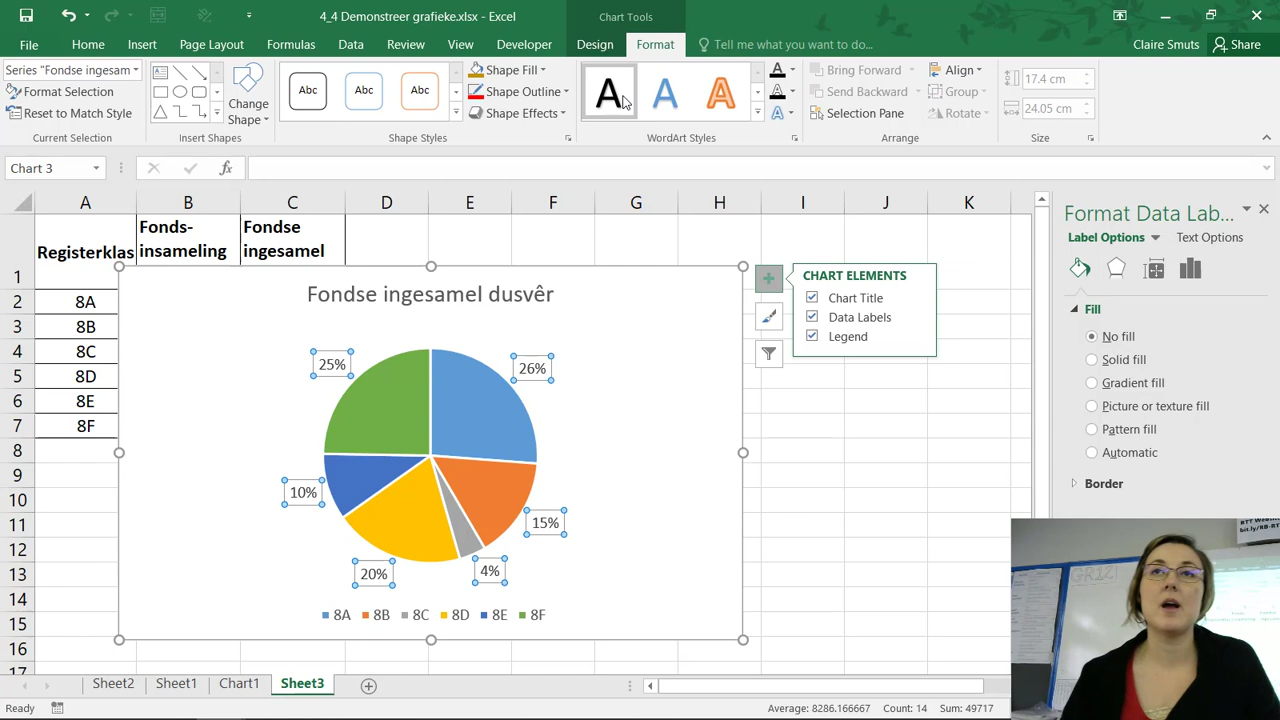 4_4 Demonstreer grafieke.xlsx - Excel
Chart Tools
File Home Insert Page Layout Formulas Data Review View Developer Design Format Tell me what you want to do... Claire Smuts Share
Series "Fondse ingesam
Format Selection
Reset to Match Style
Current Selection
Change Shape
Abc Abc Abc
Shape Fill
Shape Outline
Shape Effects
Shape Styles
A A A
WordArt Styles
Bring Forward
Send Backward
Selection Pane
Align
Group
Rotate
Arrange
17.4 cm
24.05 cm
Size
Chart 3
fx
A B C D E F G H I J K
Registerklas
Fonds-
insameling
Fondse
ingesamel
1
2 8A
3 8B
4 8C
5 8D
6 8E
7 8F
8
9
10
11
12
13
14
15
16
17
Fondse ingesamel dusvêr
25% 26%
10%
15%
20% 4%
8A 8B 8C 8D 8E 8F
CHART ELEMENTS
Chart Title
Data Labels
Legend
Format Data Lab...
Label Options Text Options
Fill
No fill
Solid fill
Gradient fill
Picture or texture fill
Pattern fill
Automatic
Border
GR12
Sheet2 Sheet1 Chart1 Sheet3
Ready Average: 8286.166667 Count: 14 Sum: 49717